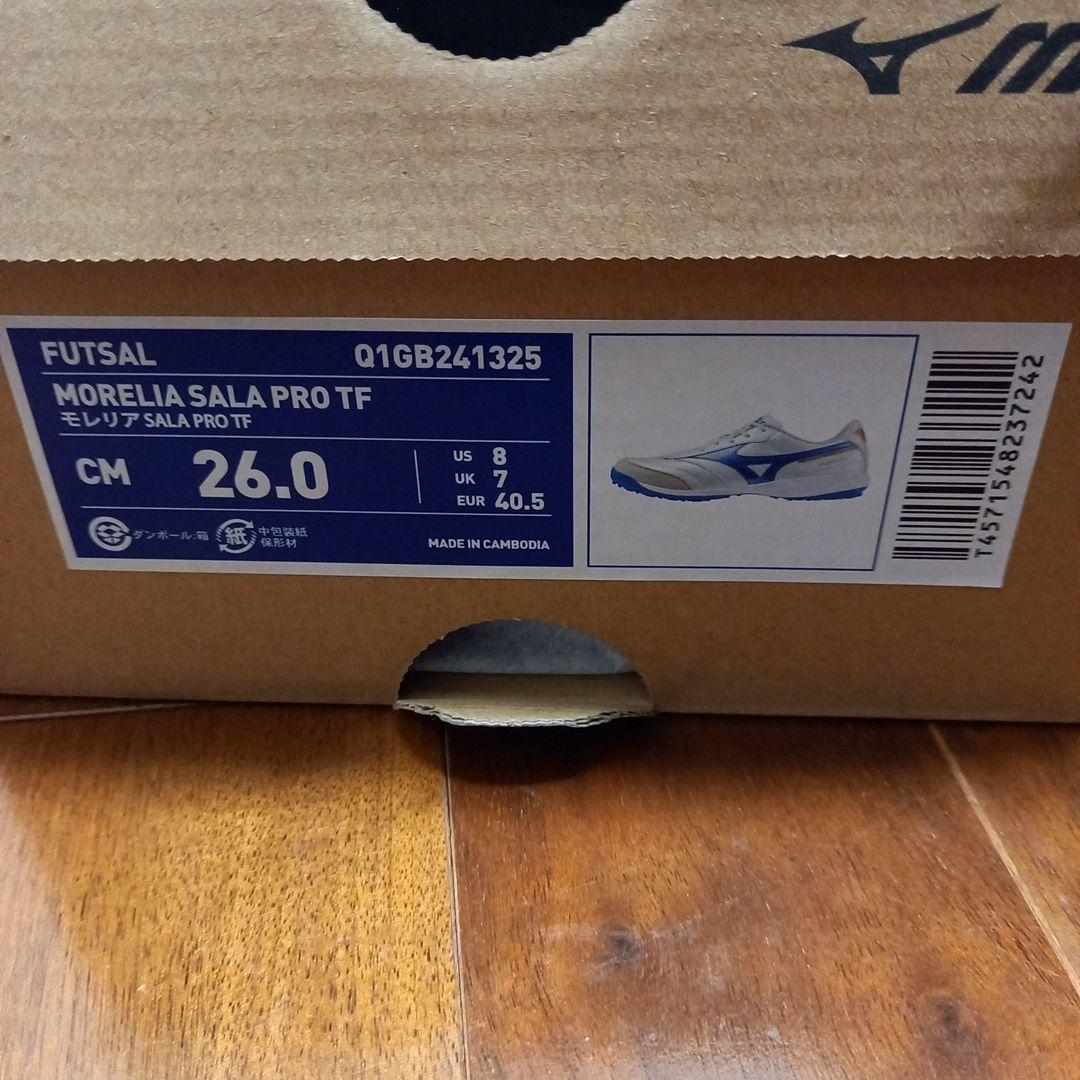 FUTSAL Q1GB241325
MORELIA SALA PRO TF
モレリア SALA PRO TF
CM 26.0
US 8
UK 7
EUR 40.5
ダンボール:箱
紙
中包装紙
保形材
MADE IN CAMBODIA
T4571548237242